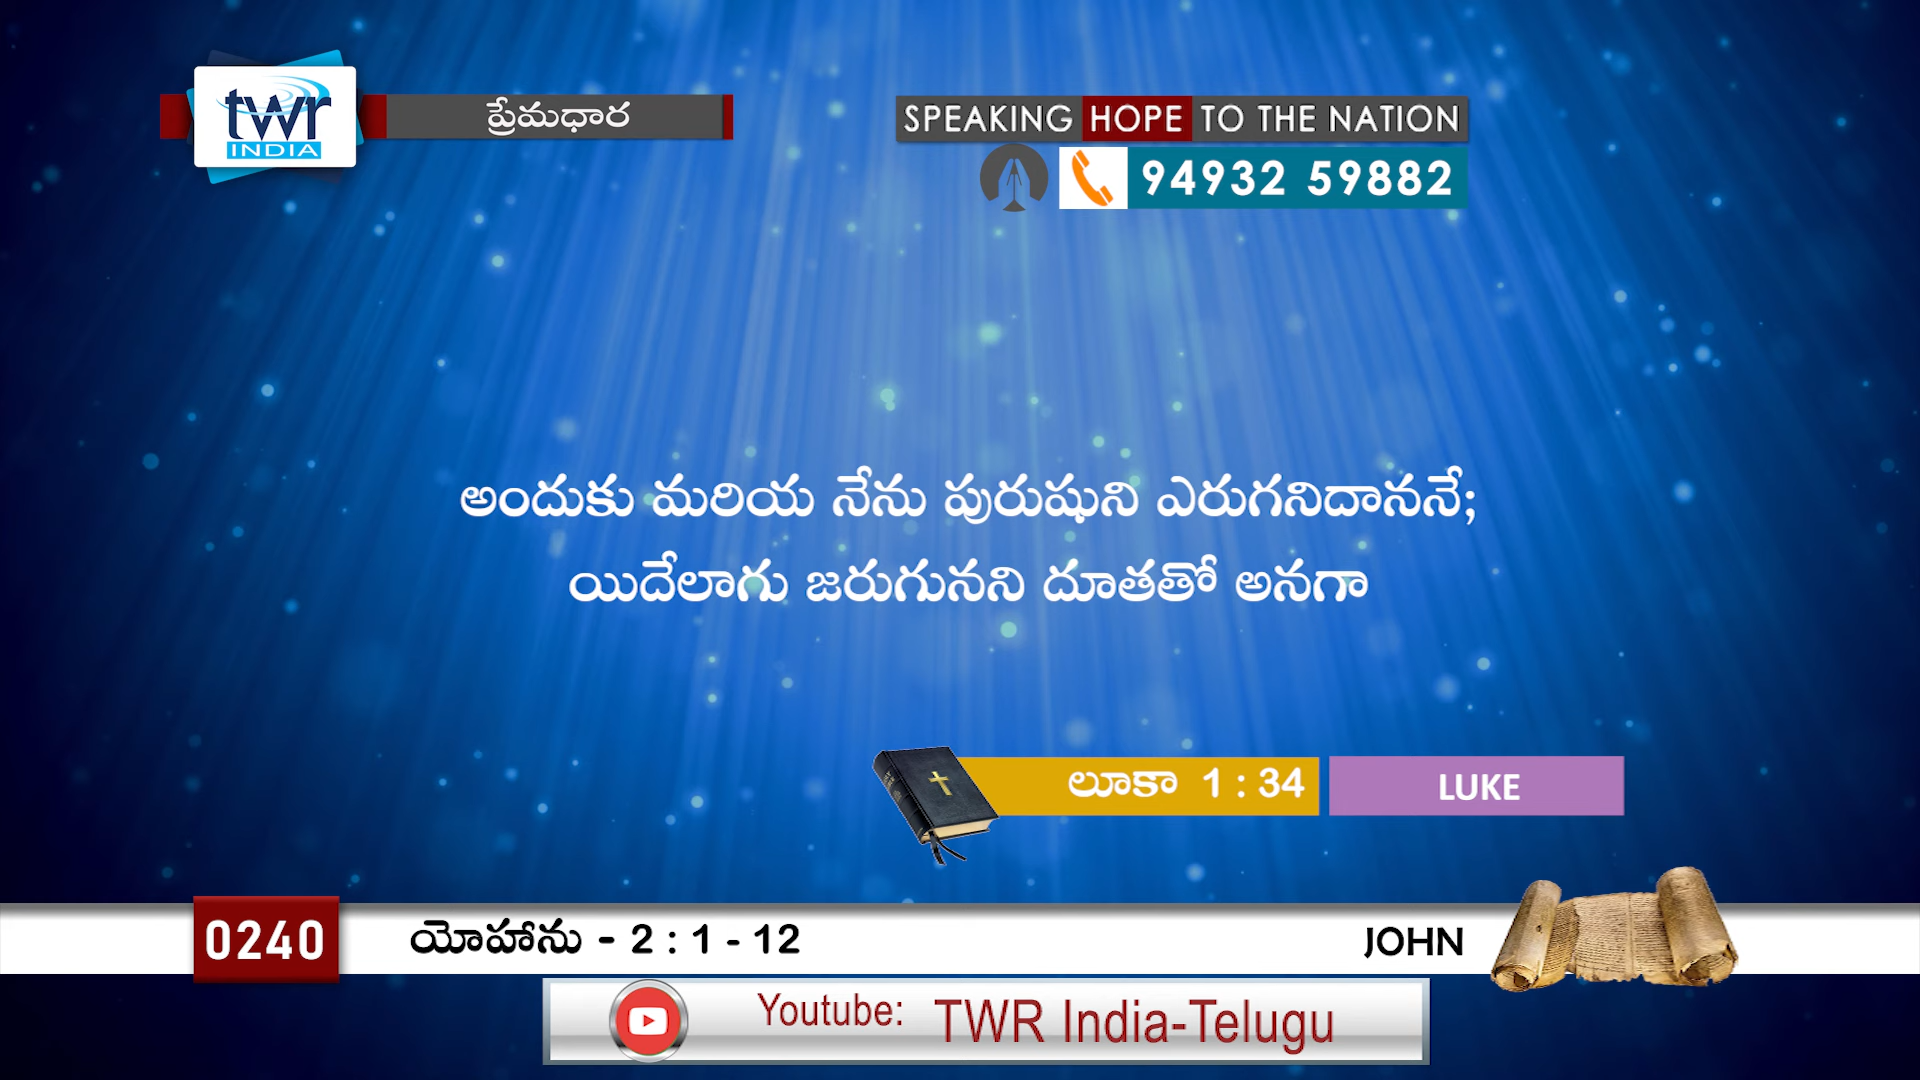 twr
INDIA
ప్రేమధార
SPEAKING HOPE TO THE NATION
94932 59882
అందుకు మరియ నేను పురుషుని ఎరుగనిదాననే;
యిదేలాగు జరుగునని దూతతో అనగా
లూకా 1 : 34
LUKE
0240
యోహాను - 2 : 1 - 12
JOHN
Youtube: TWR India-Telugu